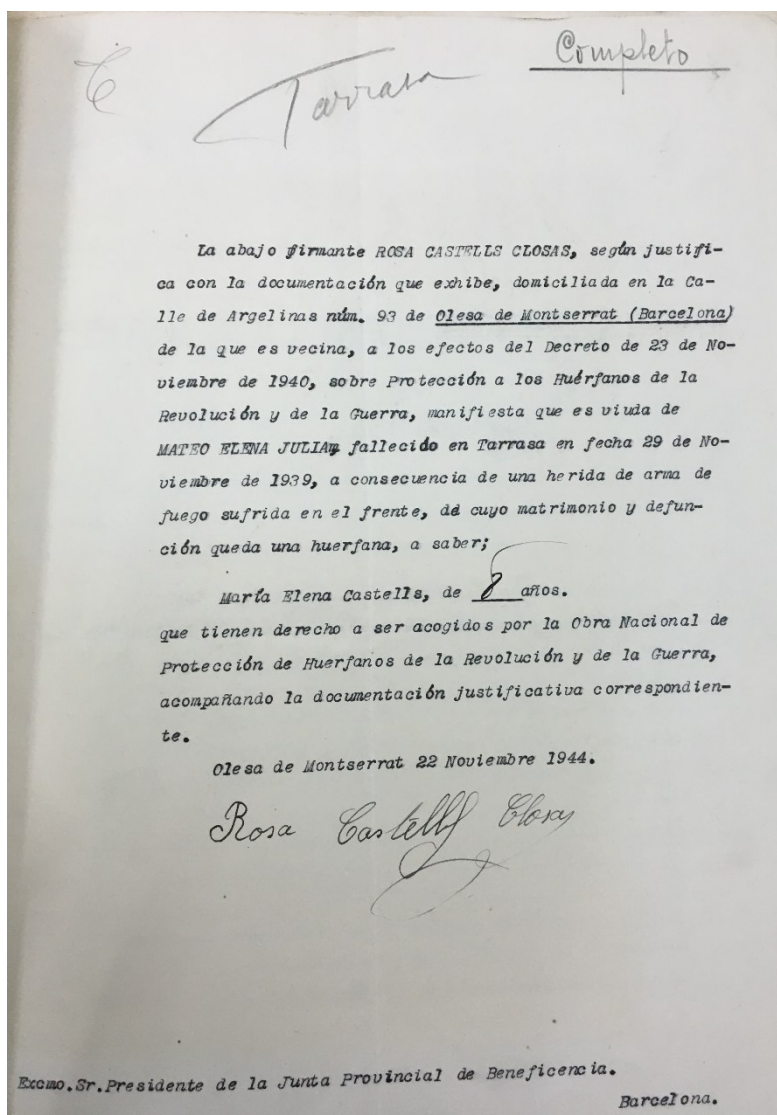 Completo
Tarrasa
La abajo firmante ROSA CASTELLS CLOSAS, según justifi-
ca con la documentación que exhibe, domiciliada en la Ca-
lle de Argelinas núm. 93 de Olesa de Montserrat (Barcelona)
de la que es vecina, a los efectos del Decreto de 23 de No-
viembre de 1940, sobre Protección a los Huérfanos de la
Revolución y de la Guerra, manifiesta que es viuda de
MATEO ELENA JULIAN fallecido en Tarrasa en fecha 29 de No-
viembre de 1939, a consecuencia de una herida de arma de
fuego sufrida en el frente, de cuyo matrimonio y defun-
ción queda una huerfana, a saber;
María Elena Castells, de 8 años.
que tienen derecho a ser acogidos por la Obra Nacional de
Protección de Huerfanos de la Revolución y de la Guerra,
acompañando la documentación justificativa correspondien-
te.
Olesa de Montserrat 22 Noviembre 1944.
Rosa Castells Closas
Excmo.Sr.Presidente de la Junta Provincial de Beneficencia.
Barcelona.